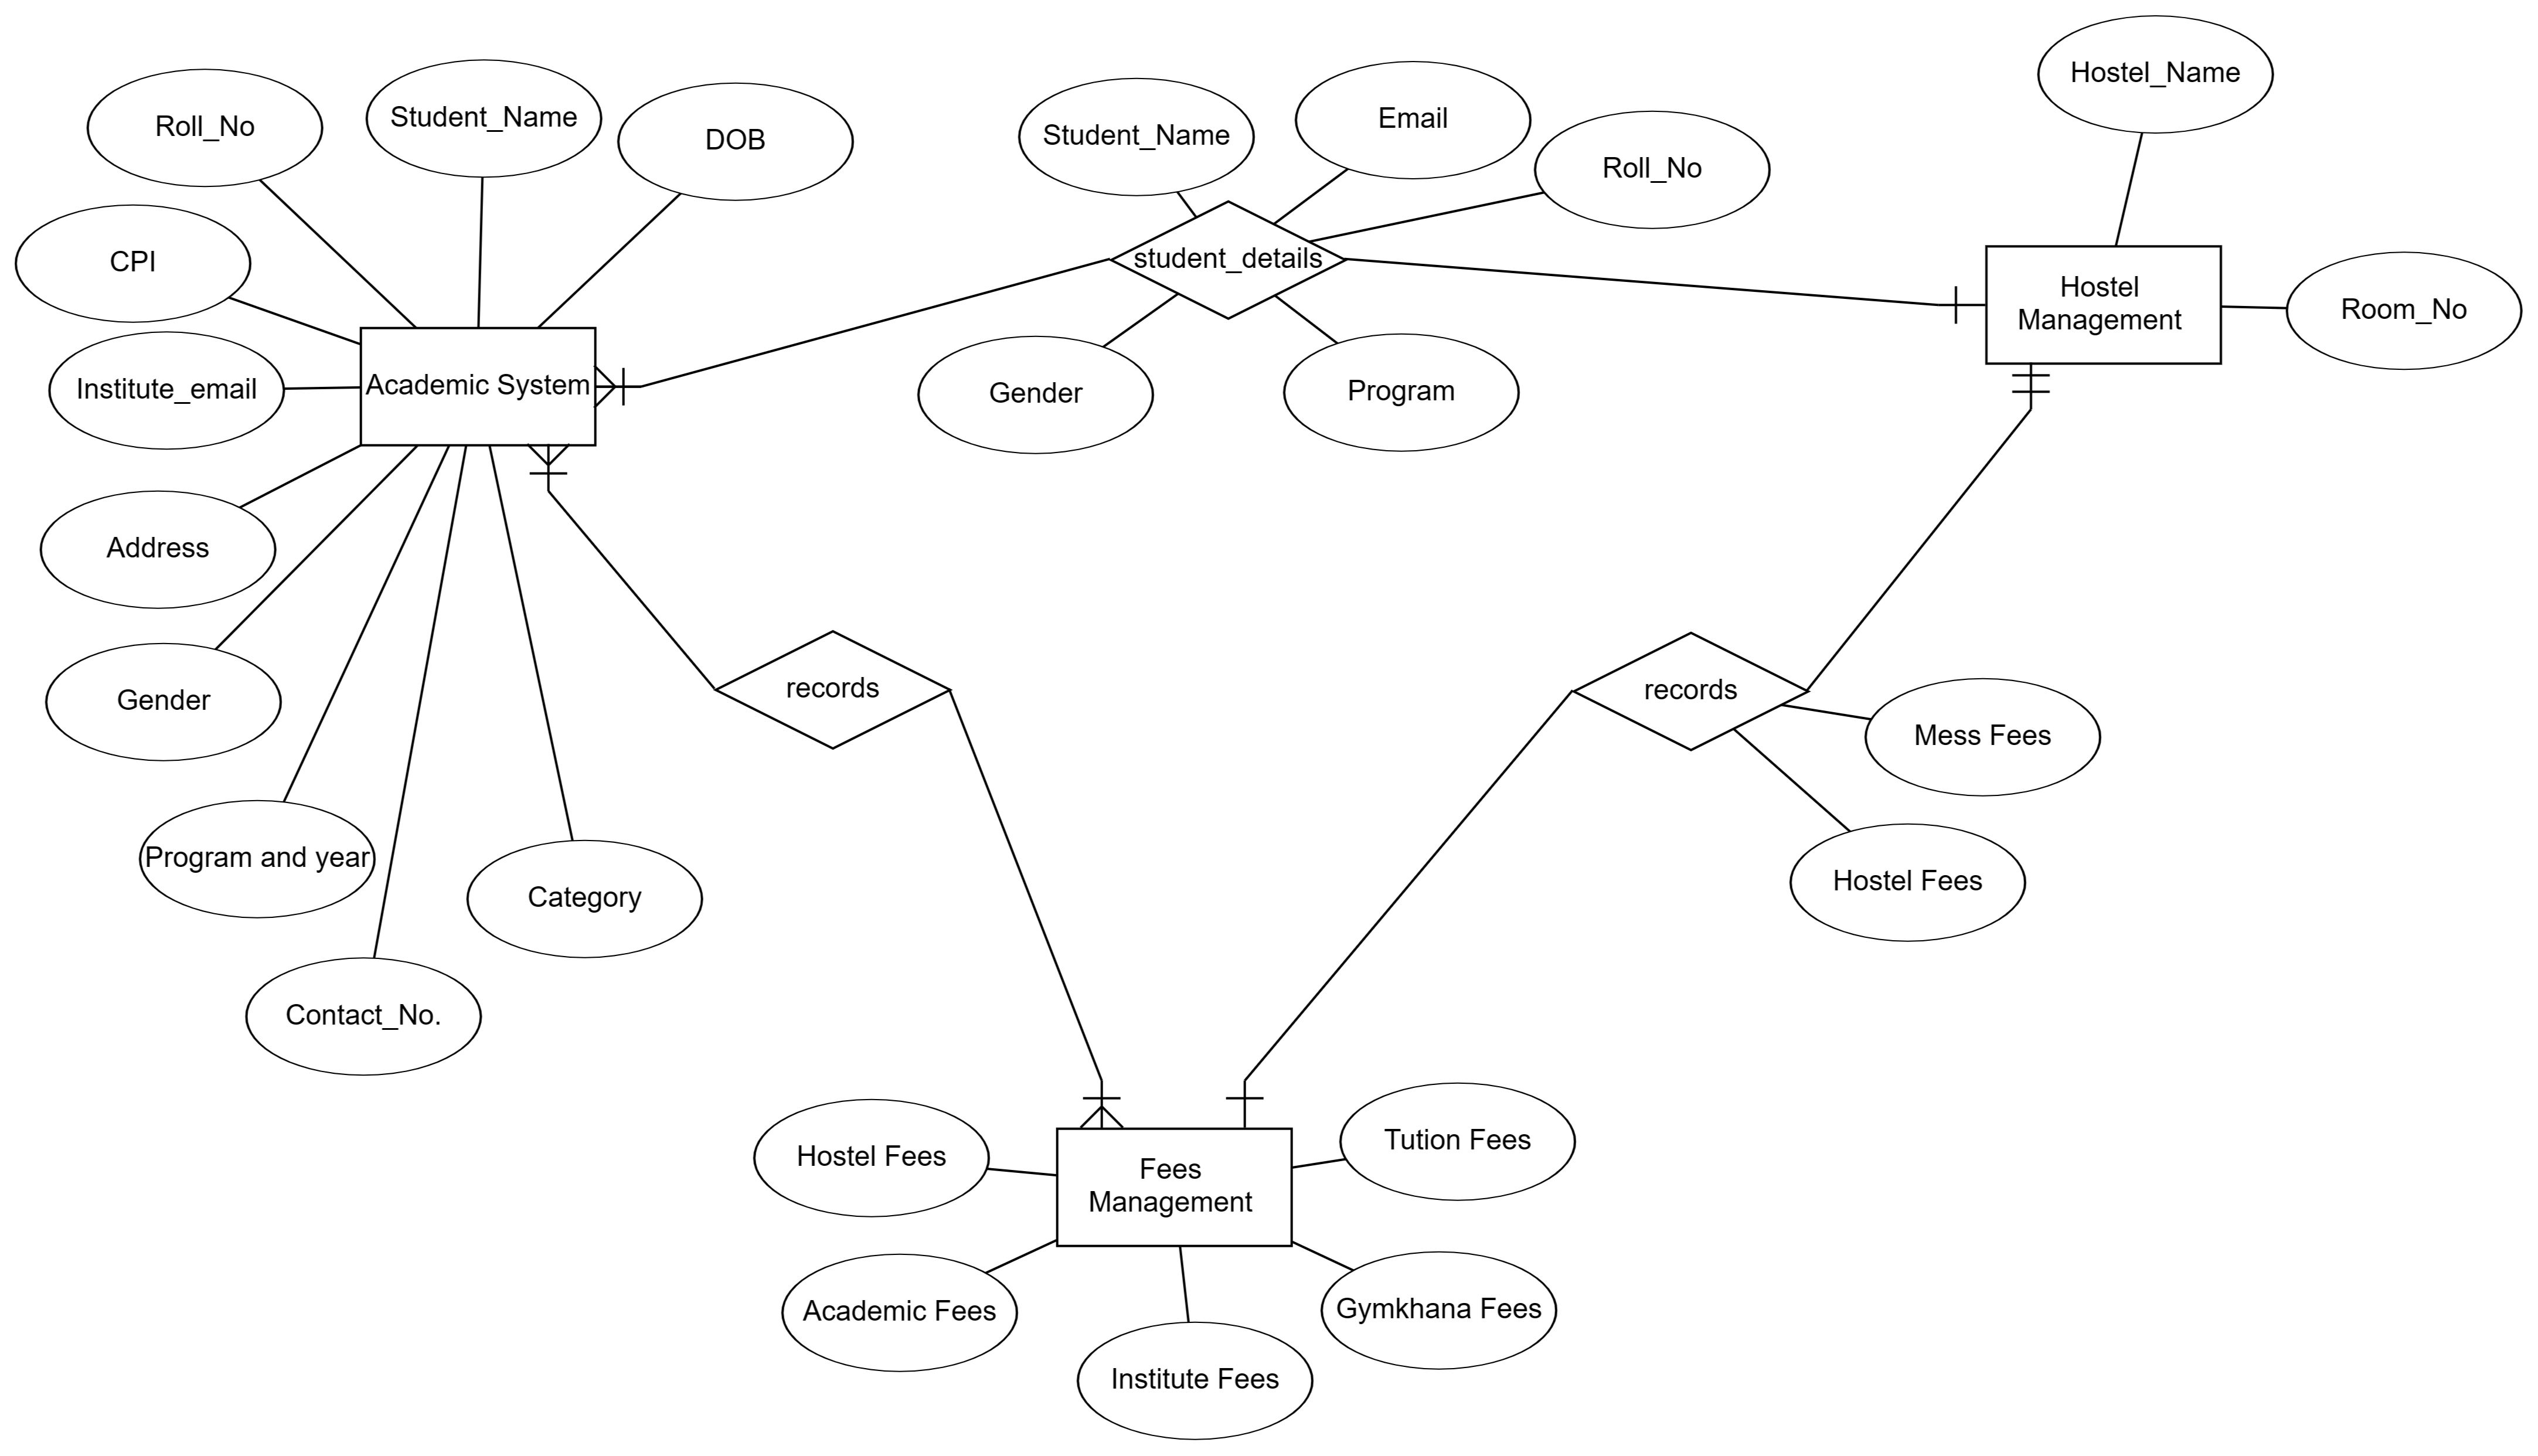 Hostel_Name
Roll_No
Student_Name
DOB
Student_Name
Email
Roll_No
CPI
student_details
Hostel
Management
Room_No
Institute_email
Academic System
Gender
Program
Address
Gender
records
records
Mess Fees
Program and year
Category
Hostel Fees
Contact_No.
Hostel Fees
Fees
Management
Tution Fees
Academic Fees
Gymkhana Fees
Institute Fees